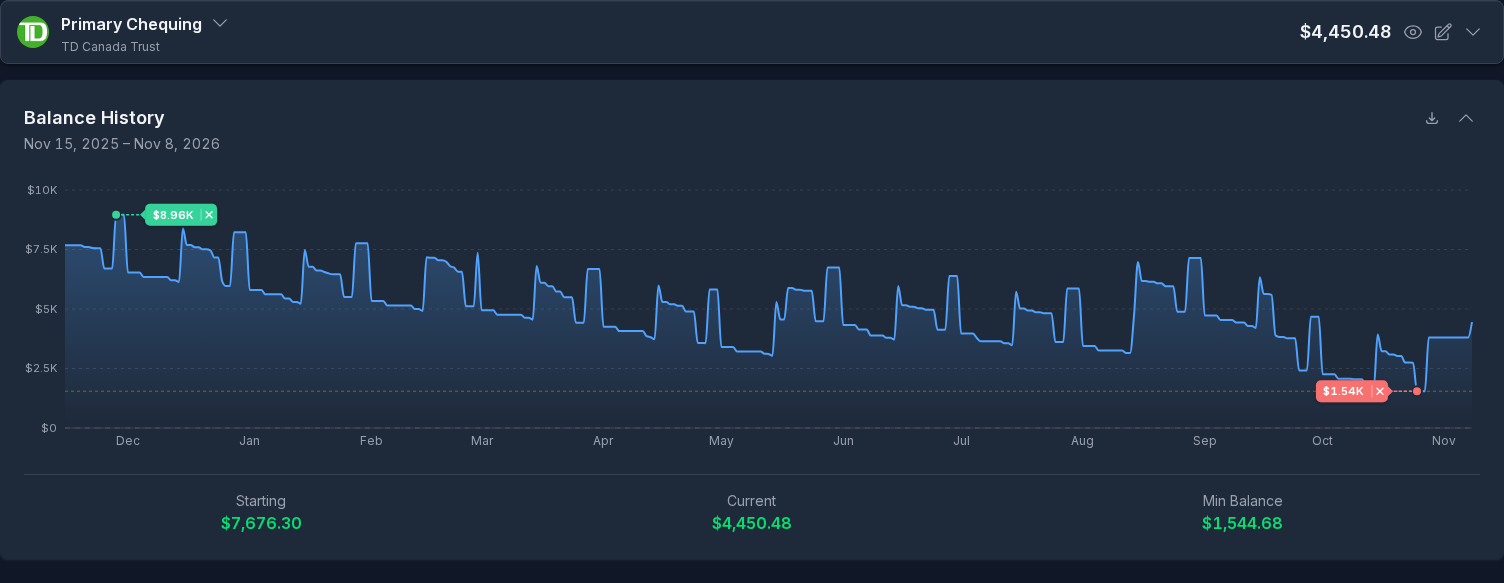 TD
Primary Chequing
TD Canada Trust
$4,450.48
Balance History
Nov 15, 2025 – Nov 8, 2026
$10K
$8.96K
$7.5K
$5K
$2.5K
$1.54K
$0
Dec Jan Feb Mar Apr May Jun Jul Aug Sep Oct Nov
Starting Current Min Balance
$7,676.30 $4,450.48 $1,544.68